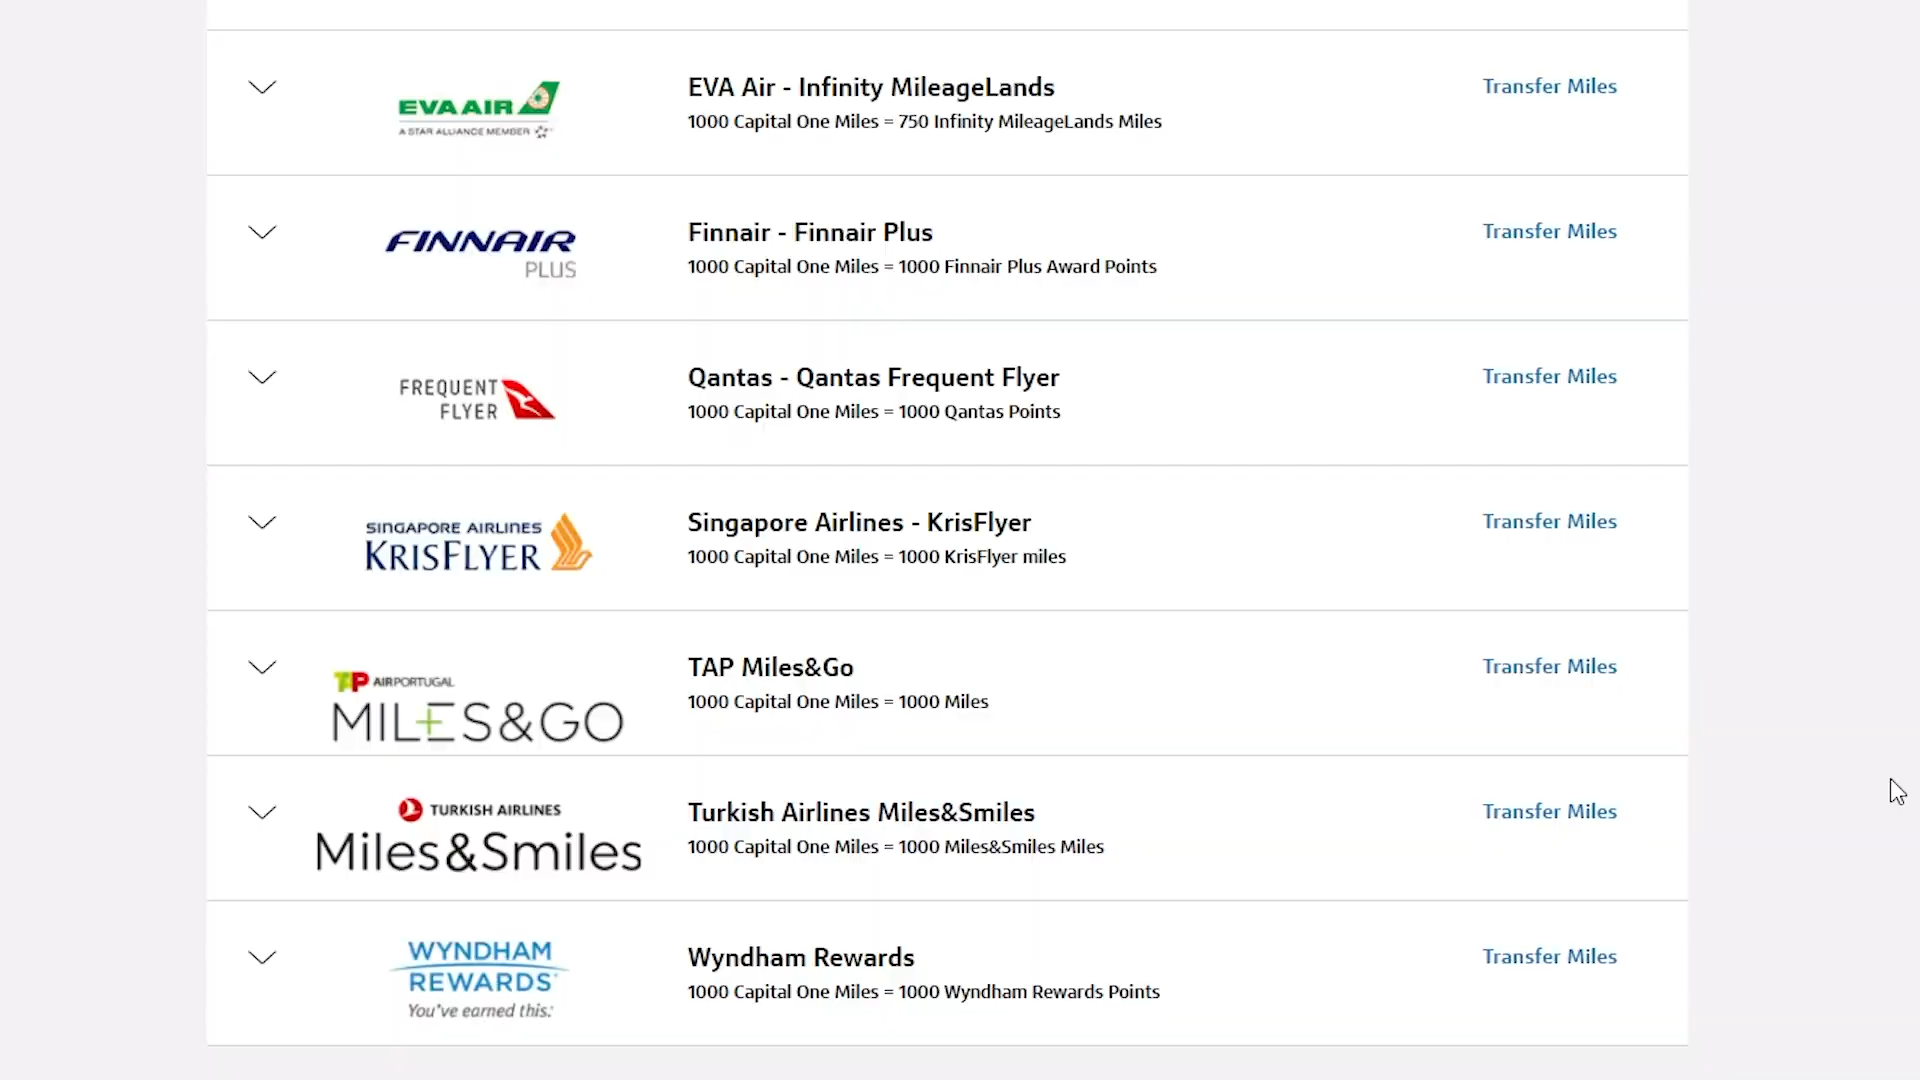 EVA AIR
A STAR ALLIANCE MEMBER
EVA Air - Infinity MileageLands
1000 Capital One Miles = 750 Infinity MileageLands Miles
Transfer Miles
FINNAIR
PLUS
Finnair - Finnair Plus
1000 Capital One Miles = 1000 Finnair Plus Award Points
Transfer Miles
FREQUENT
FLYER
Qantas - Qantas Frequent Flyer
1000 Capital One Miles = 1000 Qantas Points
Transfer Miles
SINGAPORE AIRLINES
KRISFLYER
Singapore Airlines - KrisFlyer
1000 Capital One Miles = 1000 KrisFlyer miles
Transfer Miles
TAP AIRPORTUGAL
MILES&GO
TAP Miles&Go
1000 Capital One Miles = 1000 Miles
Transfer Miles
TURKISH AIRLINES
Miles&Smiles
Turkish Airlines Miles&Smiles
1000 Capital One Miles = 1000 Miles&Smiles Miles
Transfer Miles
WYNDHAM
REWARDS
You've earned this.
Wyndham Rewards
1000 Capital One Miles = 1000 Wyndham Rewards Points
Transfer Miles